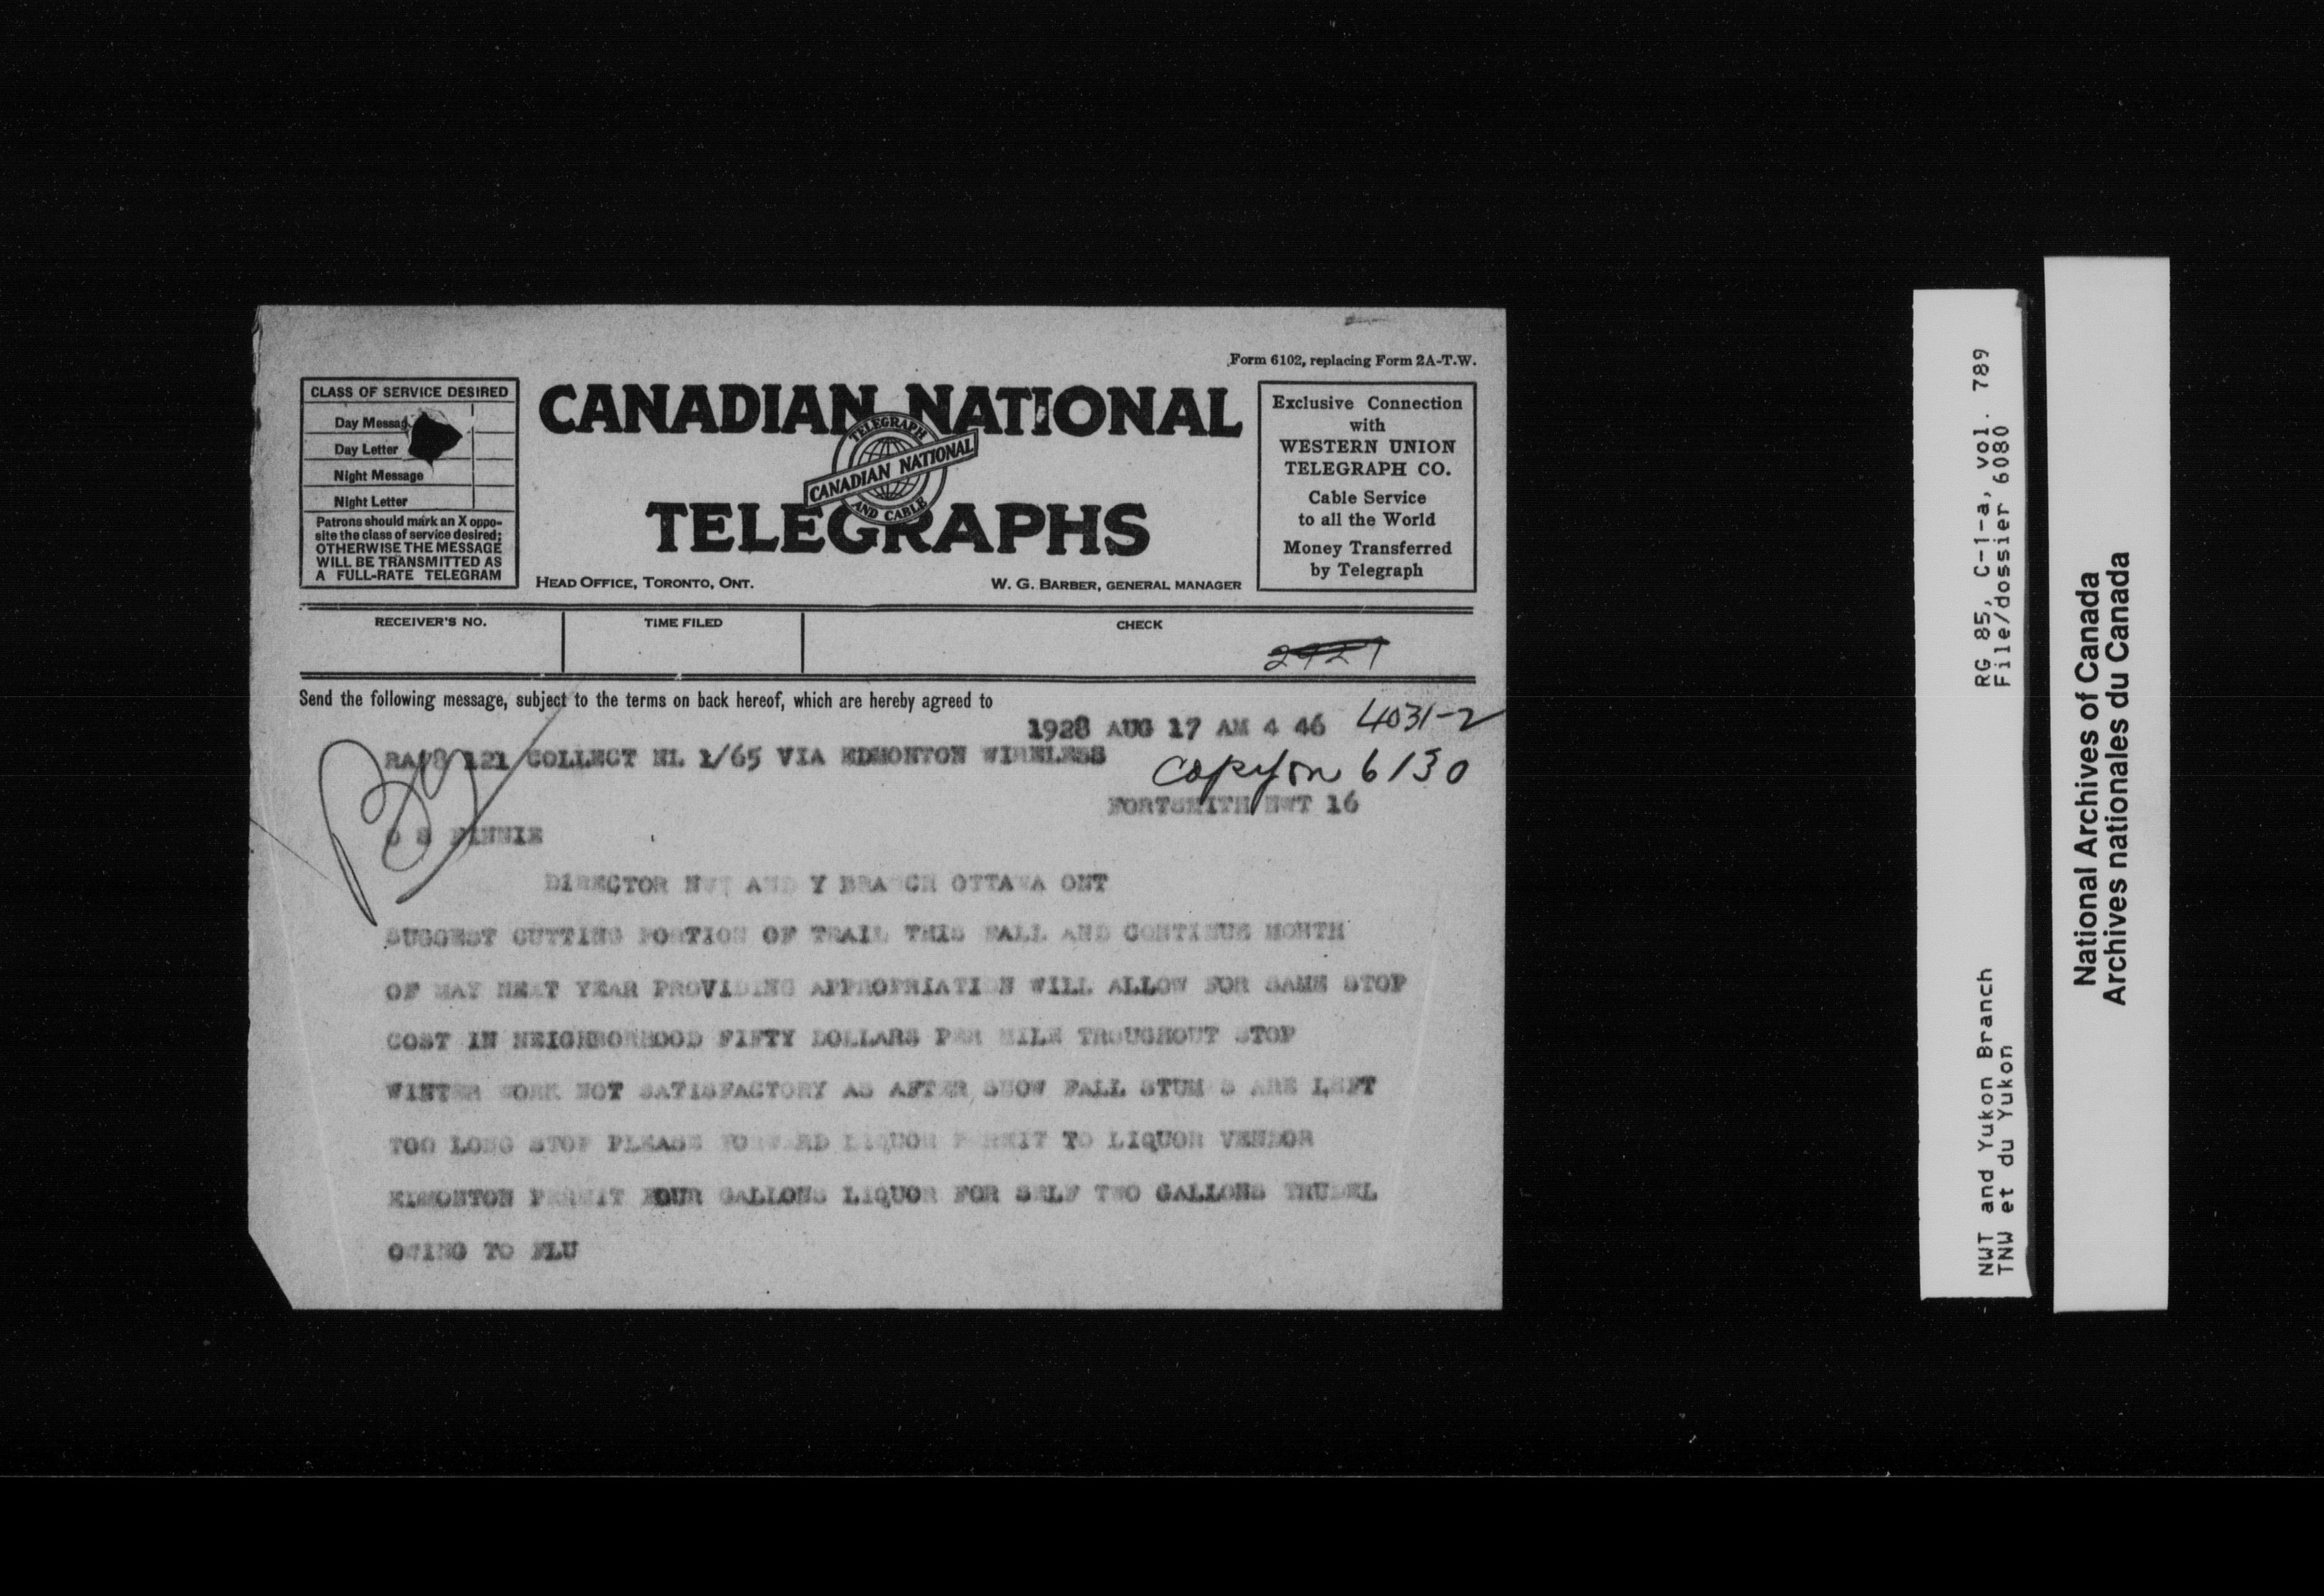 Form 6102, replacing Form 2A-T.W.
CLASS OF SERVICE DESIRED
Day Messag
Day Letter
Night Message
Night Letter
Patrons should mark an X oppo-
site the class of service desired;
OTHERWISE THE MESSAGE
WILL BE TRANSMITTED AS
A FULL-RATE TELEGRAM
CANADIAN NATIONAL
TELEGRAPH
CANADIAN NATIONAL
AND CABLE
TELEGRAPHS
HEAD OFFICE, TORONTO, ONT.
W. G. BARBER, GENERAL MANAGER
Exclusive Connection
with
WESTERN UNION
TELEGRAPH CO.
Cable Service
to all the World
Money Transferred
by Telegraph
RECEIVER'S NO.
TIME FILED
CHECK
Send the following message, subject to the terms on back hereof, which are hereby agreed to
1928 AUG 17 AM 4 46 4031-2
121 COLLECT NL 1/65 VIA EDMONTON WIRELESS
Copy on 6130
FORTSMITH NWT 16
O S FINNIE
DIRECTOR NWT AND Y BRANCH OTTAWA ONT
SUGGEST CUTTING PORTION OF TRAIL THIS FALL AND CONTINUE MONTH
OF MAY NEXT YEAR PROVIDING APPROPRIATION WILL ALLOW FOR SAME STOP
COST IN NEIGHBORHOOD FIFTY DOLLARS PER MILE TROUGHOUT STOP
WINTER WORK NOT SATISFACTORY AS AFTER SNOW FALL STUMPS ARE LEFT
TOO LONG STOP PLEASE FORWARD LIQUOR PERMIT TO LIQUOR VENDOR
EDMONTON PERMIT FOUR GALLONS LIQUOR FOR SELF TWO GALLONS TRUDEL
OWING TO FLU
RG 85, C-1-a, vol. 789
File/dossier 6080
NWT and Yukon Branch
TNW et du Yukon
National Archives of Canada
Archives nationales du Canada